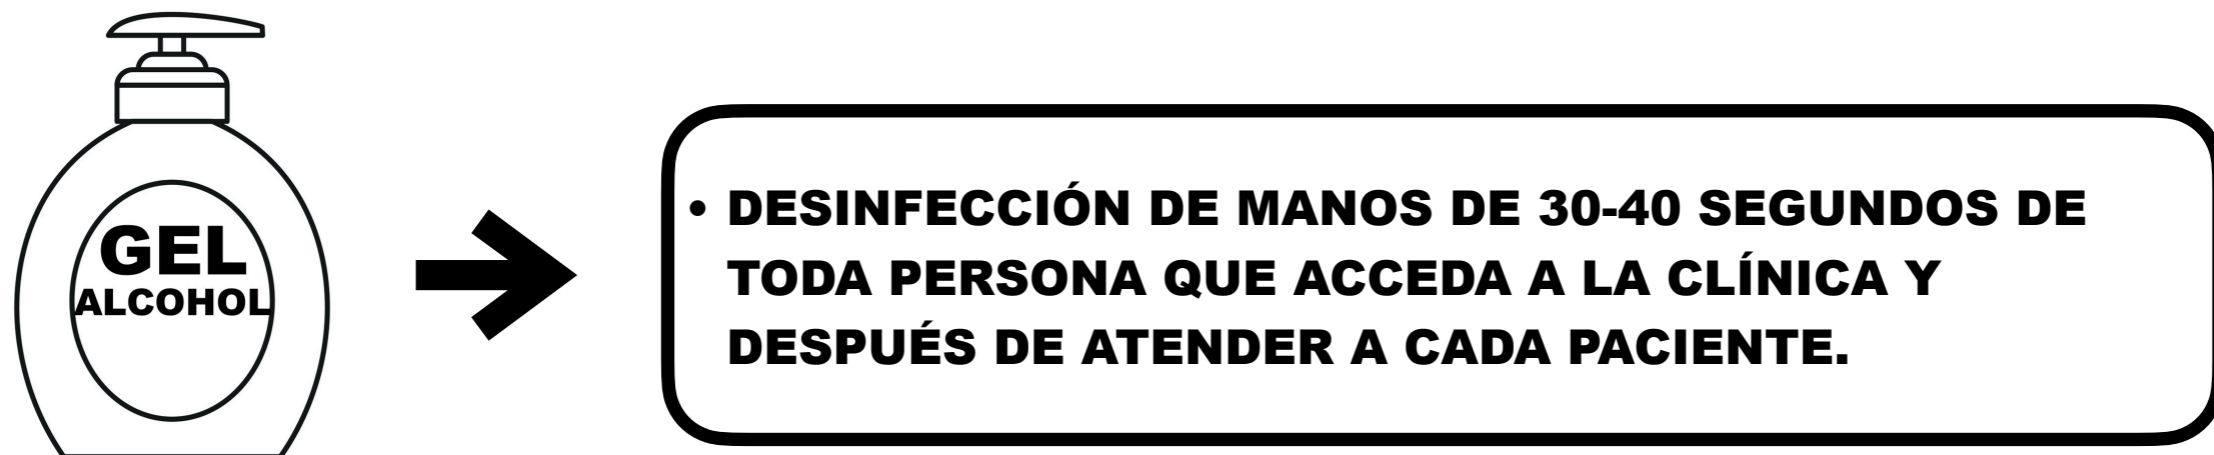 GEL
ALCOHOL
• DESINFECCIÓN DE MANOS DE 30-40 SEGUNDOS DE
TODA PERSONA QUE ACCEDA A LA CLÍNICA Y
DESPUÉS DE ATENDER A CADA PACIENTE.